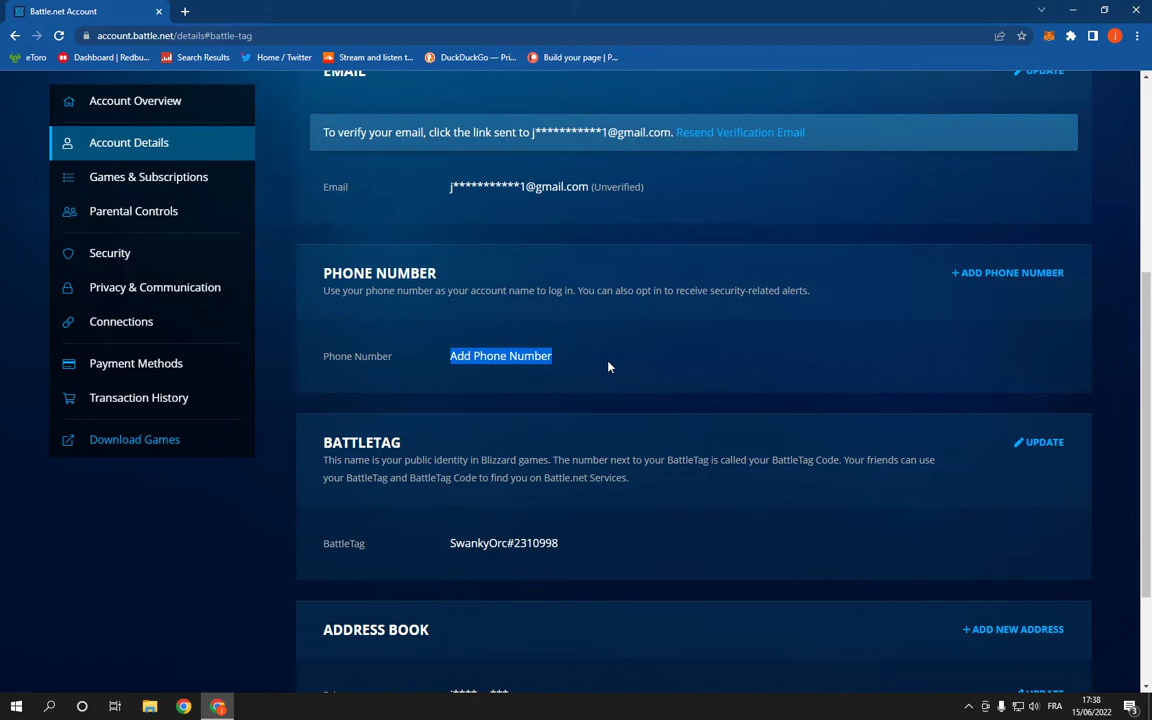 Battle.net Account
account.battle.net/details#battle-tag
eToro
Dashboard | Redbu...
Search Results
Home / Twitter
Stream and listen t...
DuckDuckGo — Pri...
Build your page | P...
Account Overview
Account Details
Games & Subscriptions
Parental Controls
Security
Privacy & Communication
Connections
Payment Methods
Transaction History
Download Games
EMAIL
UPDATE
To verify your email, click the link sent to j***********1@gmail.com. Resend Verification Email
Email j***********1@gmail.com (Unverified)
PHONE NUMBER
+ ADD PHONE NUMBER
Use your phone number as your account name to log in. You can also opt in to receive security-related alerts.
Phone Number Add Phone Number
BATTLETAG
UPDATE
This name is your public identity in Blizzard games. The number next to your BattleTag is called your BattleTag Code. Your friends can use
your BattleTag and BattleTag Code to find you on Battle.net Services.
BattleTag SwankyOrc#2310998
ADDRESS BOOK
+ ADD NEW ADDRESS
UPDATE
FRA
17:38
15/06/2022
3